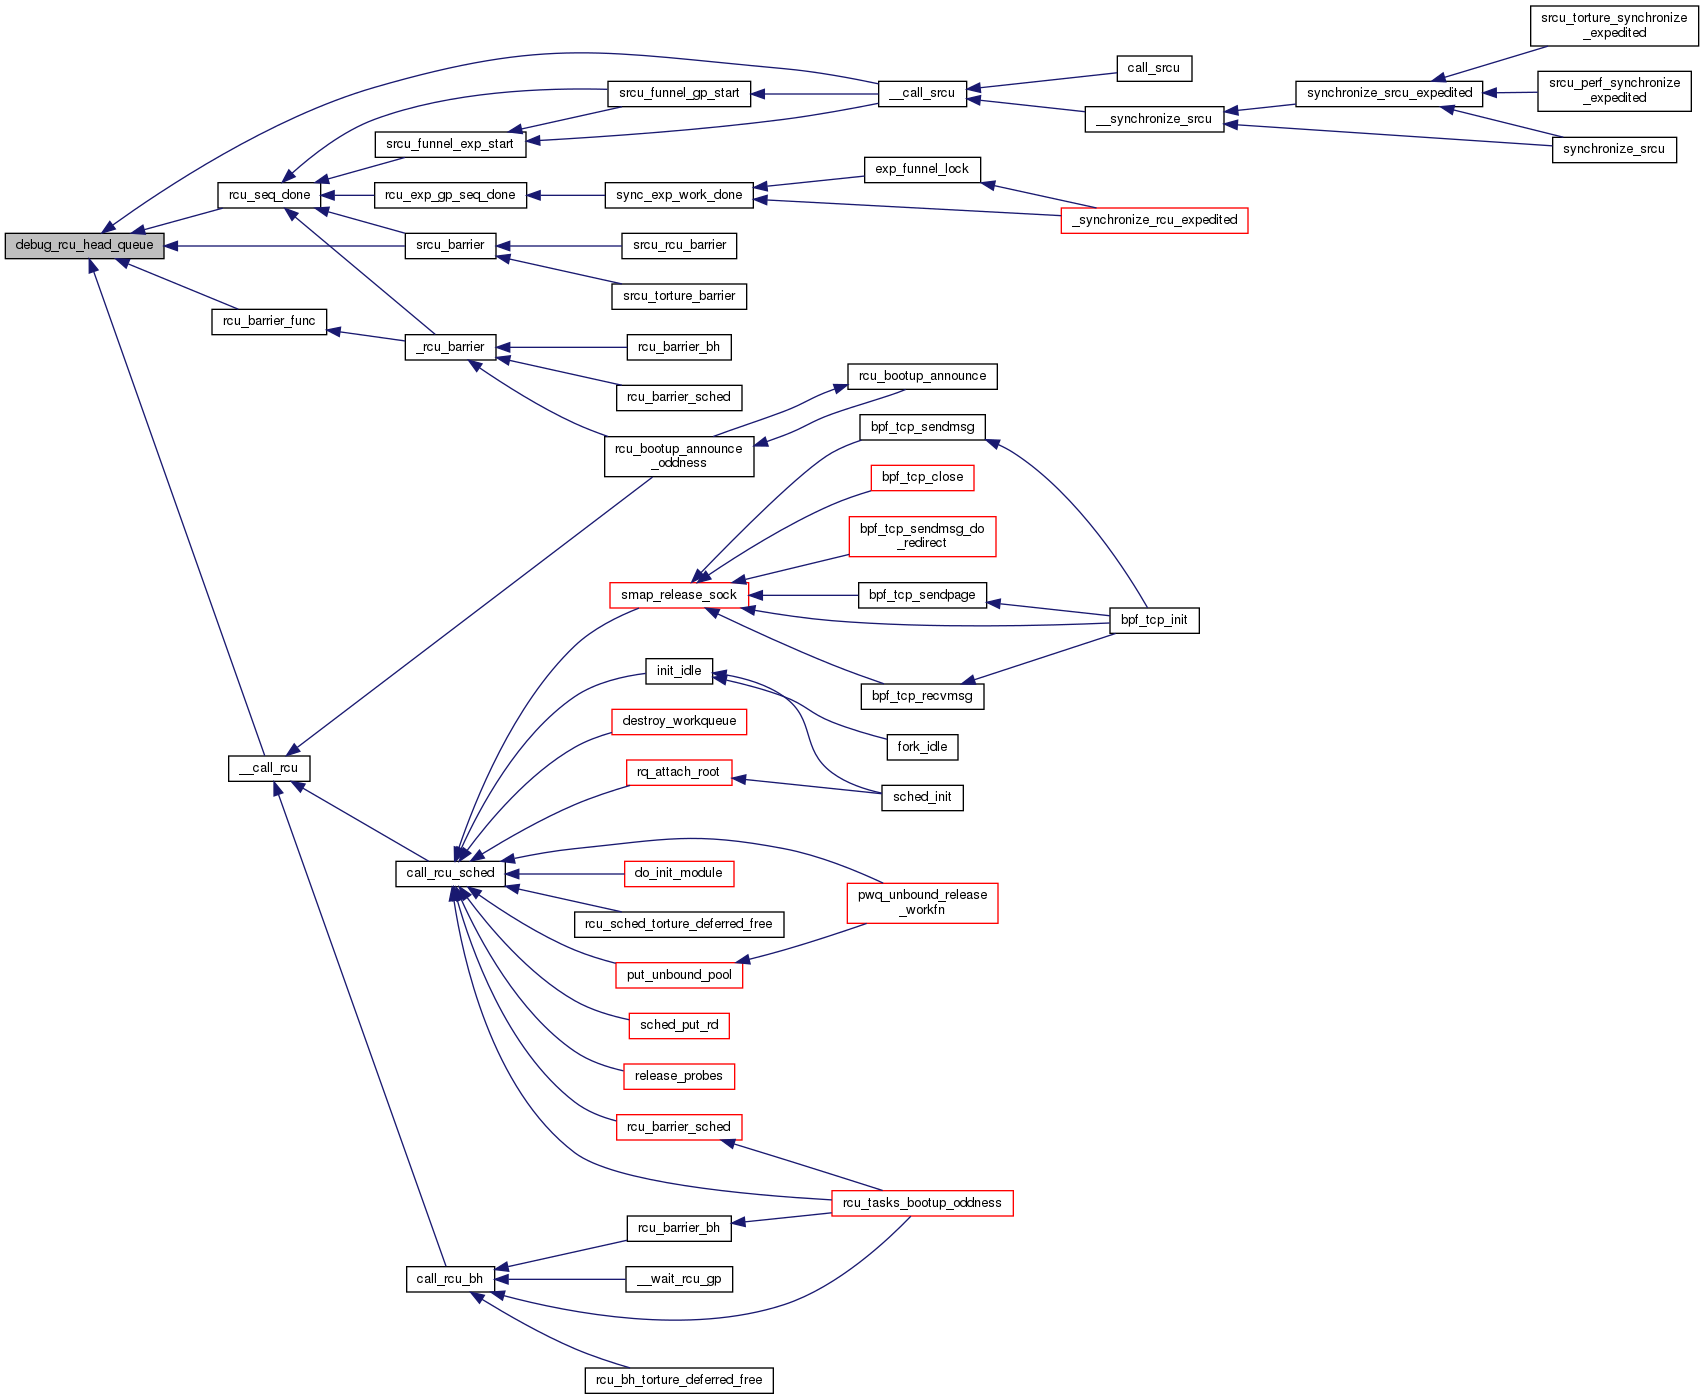 srcu_torture_synchronize
_expedited
call_srcu
srcu_perf_synchronize
_expedited
srcu_funnel_gp_start
__call_srcu
synchronize_srcu_expedited
__synchronize_srcu
srcu_funnel_exp_start
synchronize_srcu
exp_funnel_lock
rcu_seq_done
rcu_exp_gp_seq_done
sync_exp_work_done
_synchronize_rcu_expedited
debug_rcu_head_queue
srcu_barrier
srcu_rcu_barrier
srcu_torture_barrier
rcu_barrier_func
_rcu_barrier
rcu_barrier_bh
rcu_bootup_announce
rcu_barrier_sched
bpf_tcp_sendmsg
rcu_bootup_announce
_oddness
bpf_tcp_close
bpf_tcp_sendmsg_do
_redirect
smap_release_sock
bpf_tcp_sendpage
bpf_tcp_init
init_idle
bpf_tcp_recvmsg
destroy_workqueue
fork_idle
__call_rcu
rq_attach_root
sched_init
call_rcu_sched
do_init_module
pwq_unbound_release
_workfn
rcu_sched_torture_deferred_free
put_unbound_pool
sched_put_rd
release_probes
rcu_barrier_sched
rcu_tasks_bootup_oddness
rcu_barrier_bh
call_rcu_bh
__wait_rcu_gp
rcu_bh_torture_deferred_free